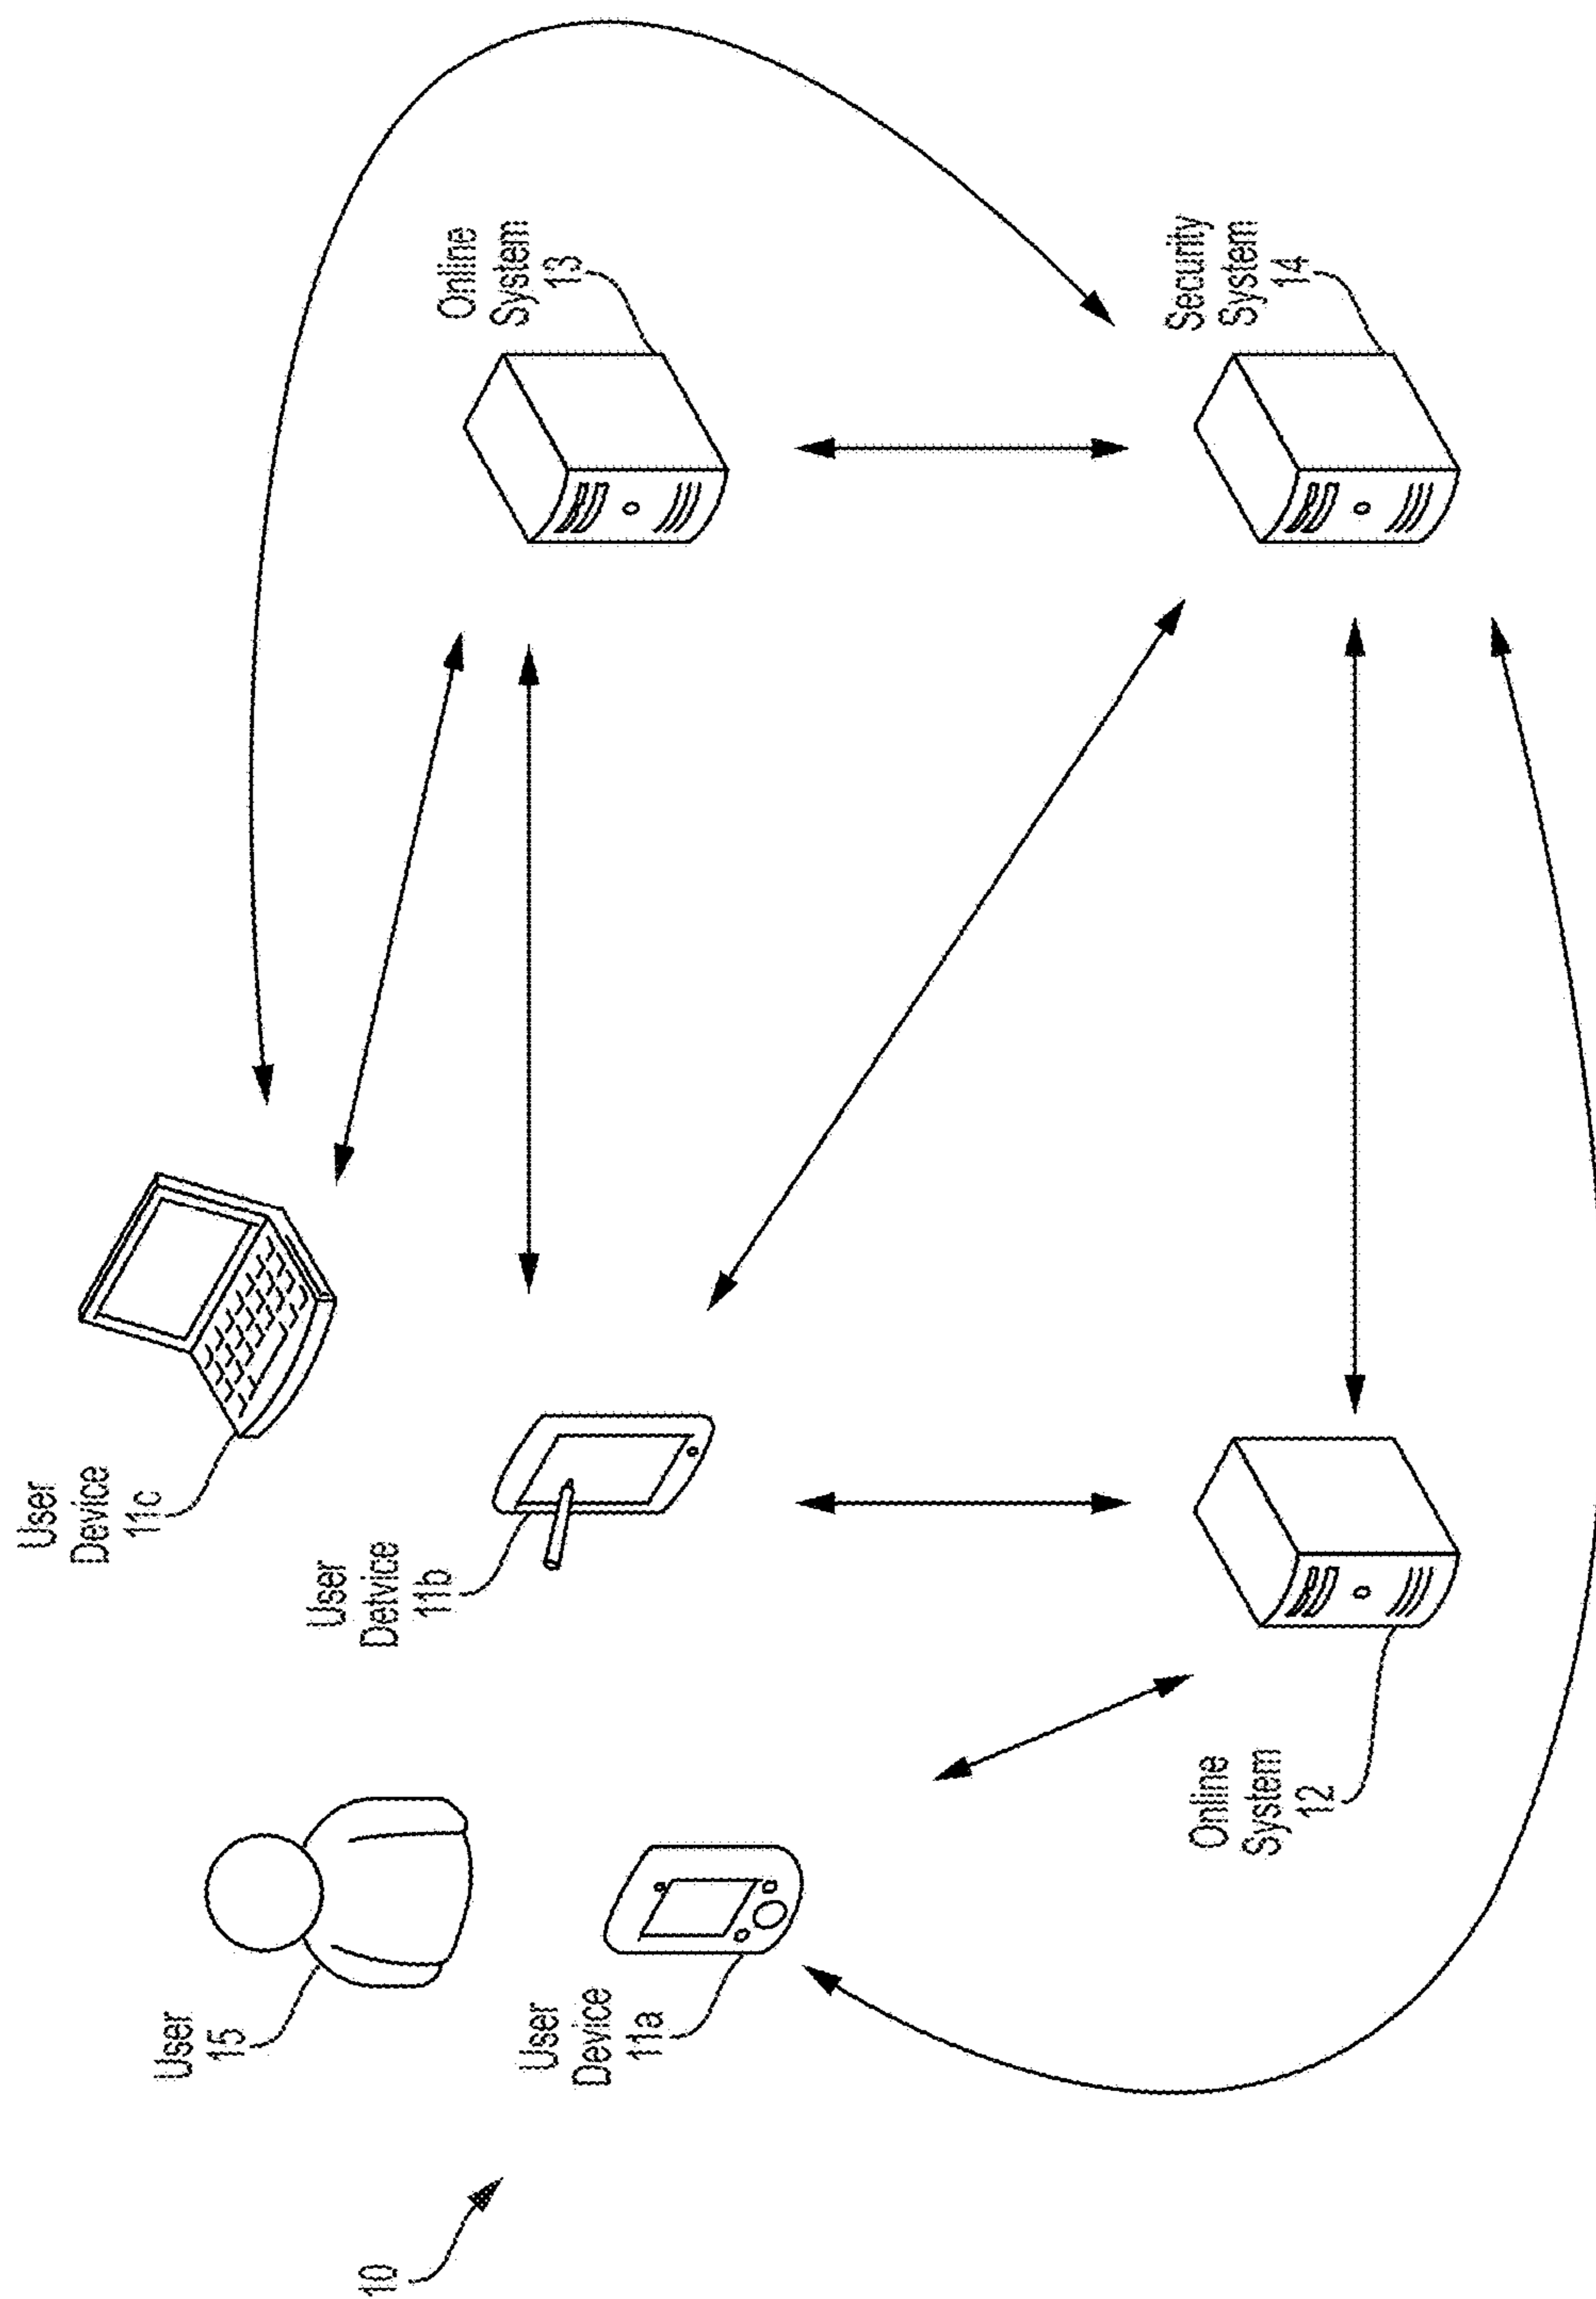 User
Device
11c
User
15
User
Detvice
11b
10
Online
System
13
User
Device
11a
Online
System
12
Security
System
14